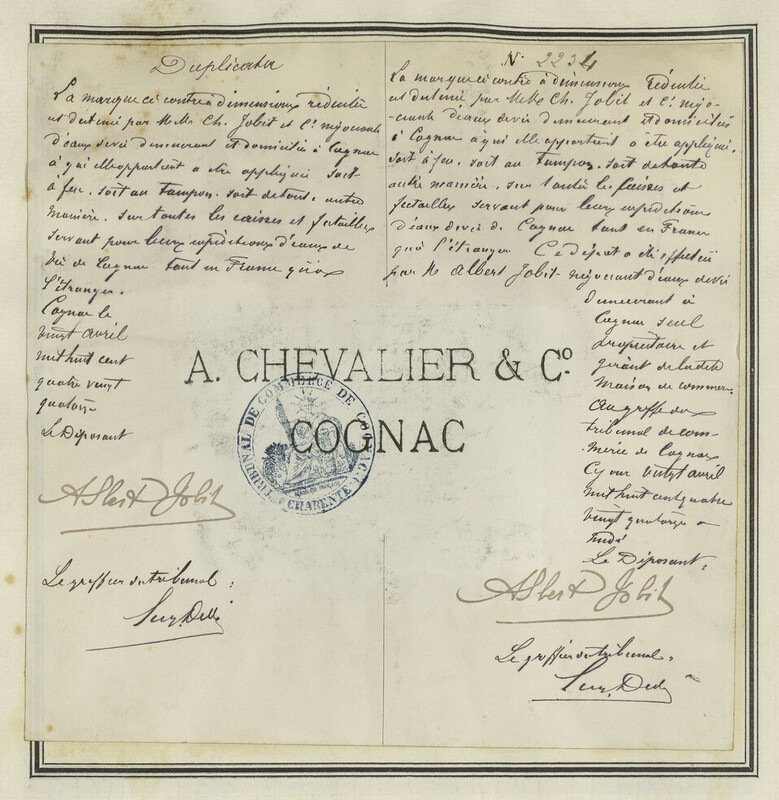 Duplicata
La marque ci contre à dimensions réduites
est destinée par MM. Ch. Jobit et Cie négociants
d'eaux de vie demeurant et domiciliés à Cognac
à qui elle appartient a être appliquée soit
à feu, soit au tampon, soit de toute autre
manière, sur toutes les caisses et futailles
servant pour leurs expéditions d'eaux de
vie de Cognac tant en France qu'à
l'étranger.
Cognac le
vingt avril
mil huit cent
quatre vingt
quatorze
Le Déposant
Albert Jobit
Le greffier du tribunal :
N° 2234
La marque ci contre à dimensions réduites
est destinée par MM. Ch. Jobit et Cie négo-
ciants d'eaux de vie demeurant et domiciliés
à Cognac à qui elle appartient à être appliquée,
soit à feu, soit au tampon, soit de toute
autre manière, sur toutes les caisses et
futailles servant pour leurs expéditions
d'eaux de vie de Cognac tant en France
qu'à l'étranger Ce dépôt a été effectué
par M. Albert Jobit négociant d'eaux de vie
demeurant à
Cognac seul
propriétaire et
gérant de ladite
maison de commerce
au greffe du
tribunal de com-
merce de Cognac
Ce jour vingt avril
mil huit cent quatre
vingt quatorze à
midi
Le Déposant :
Albert Jobit
Le greffier du tribunal :
A. CHEVALIER & Cº.
COGNAC
TRIBUNAL DE COMMERCE DE COGNAC
CHARENTE